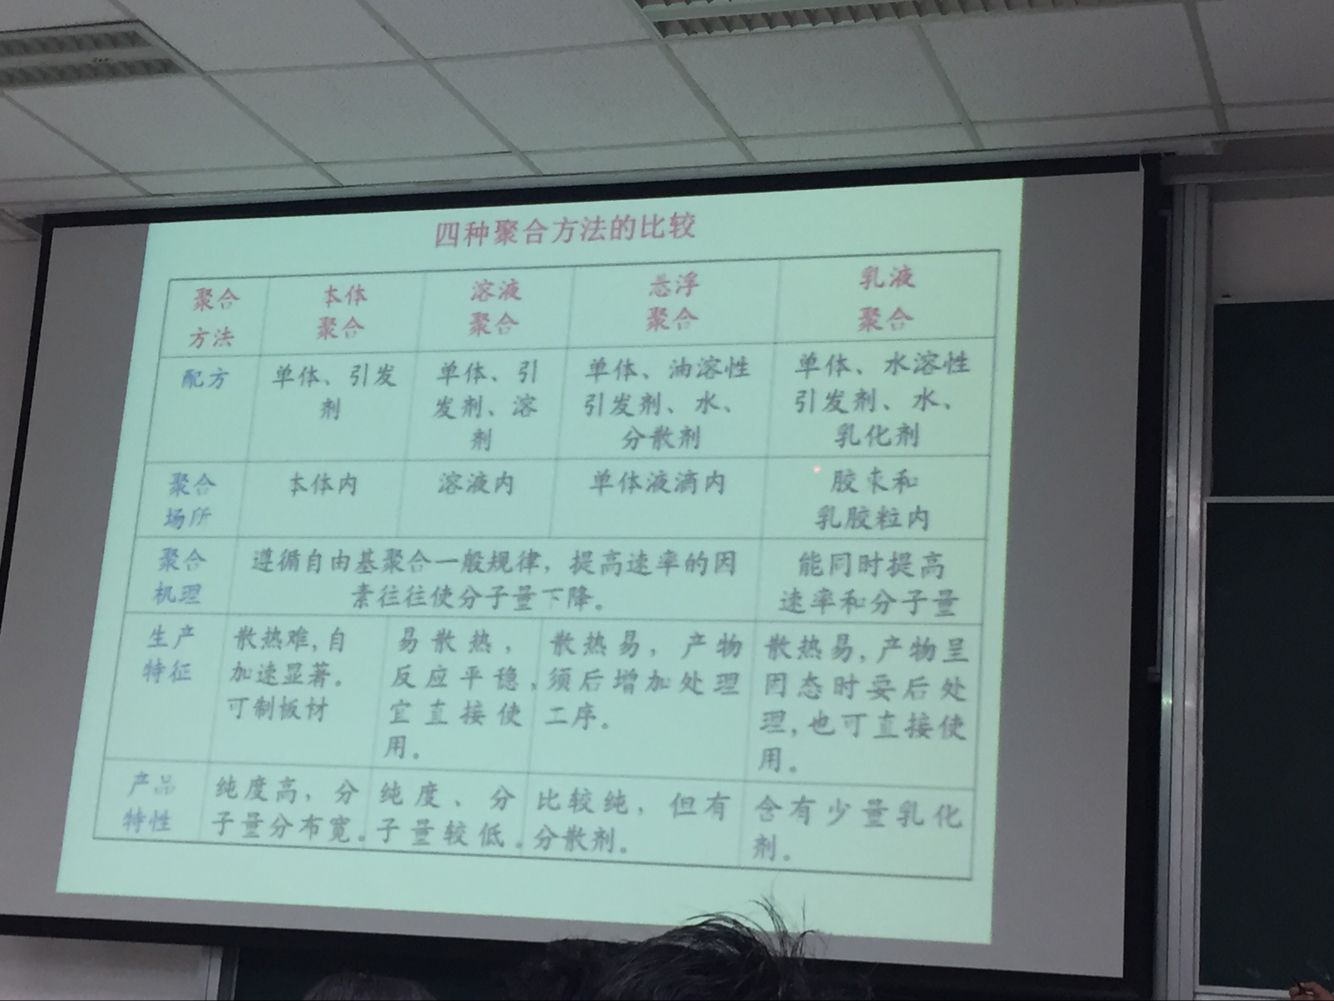 四种聚合方法的比较
聚合
方法
本体
聚合
溶液
聚合
悬浮
聚合
乳液
聚合
配方
单体、引发
剂
单体、引
发剂、溶
剂
单体、油溶性
引发剂、水、
分散剂
单体、水溶性
引发剂、水、
乳化剂
聚合
场所
本体内
溶液内
单体液滴内
胶束和
乳胶粒内
聚合
机理
遵循自由基聚合一般规律，提高速率的因
素往往使分子量下降。
能同时提高
速率和分子量
生产
特征
散热难，自
加速显著。
可制板材
易散热，
反应平稳，
宜直接使
用。
散热易，产物
须后增加处理
工序。
散热易，产物呈
固态时要后处
理，也可直接使
用。
产品
特性
纯度高，分
子量分布宽。
纯度、分
子量较低。
比较纯，但有
分散剂。
含有少量乳化
剂。